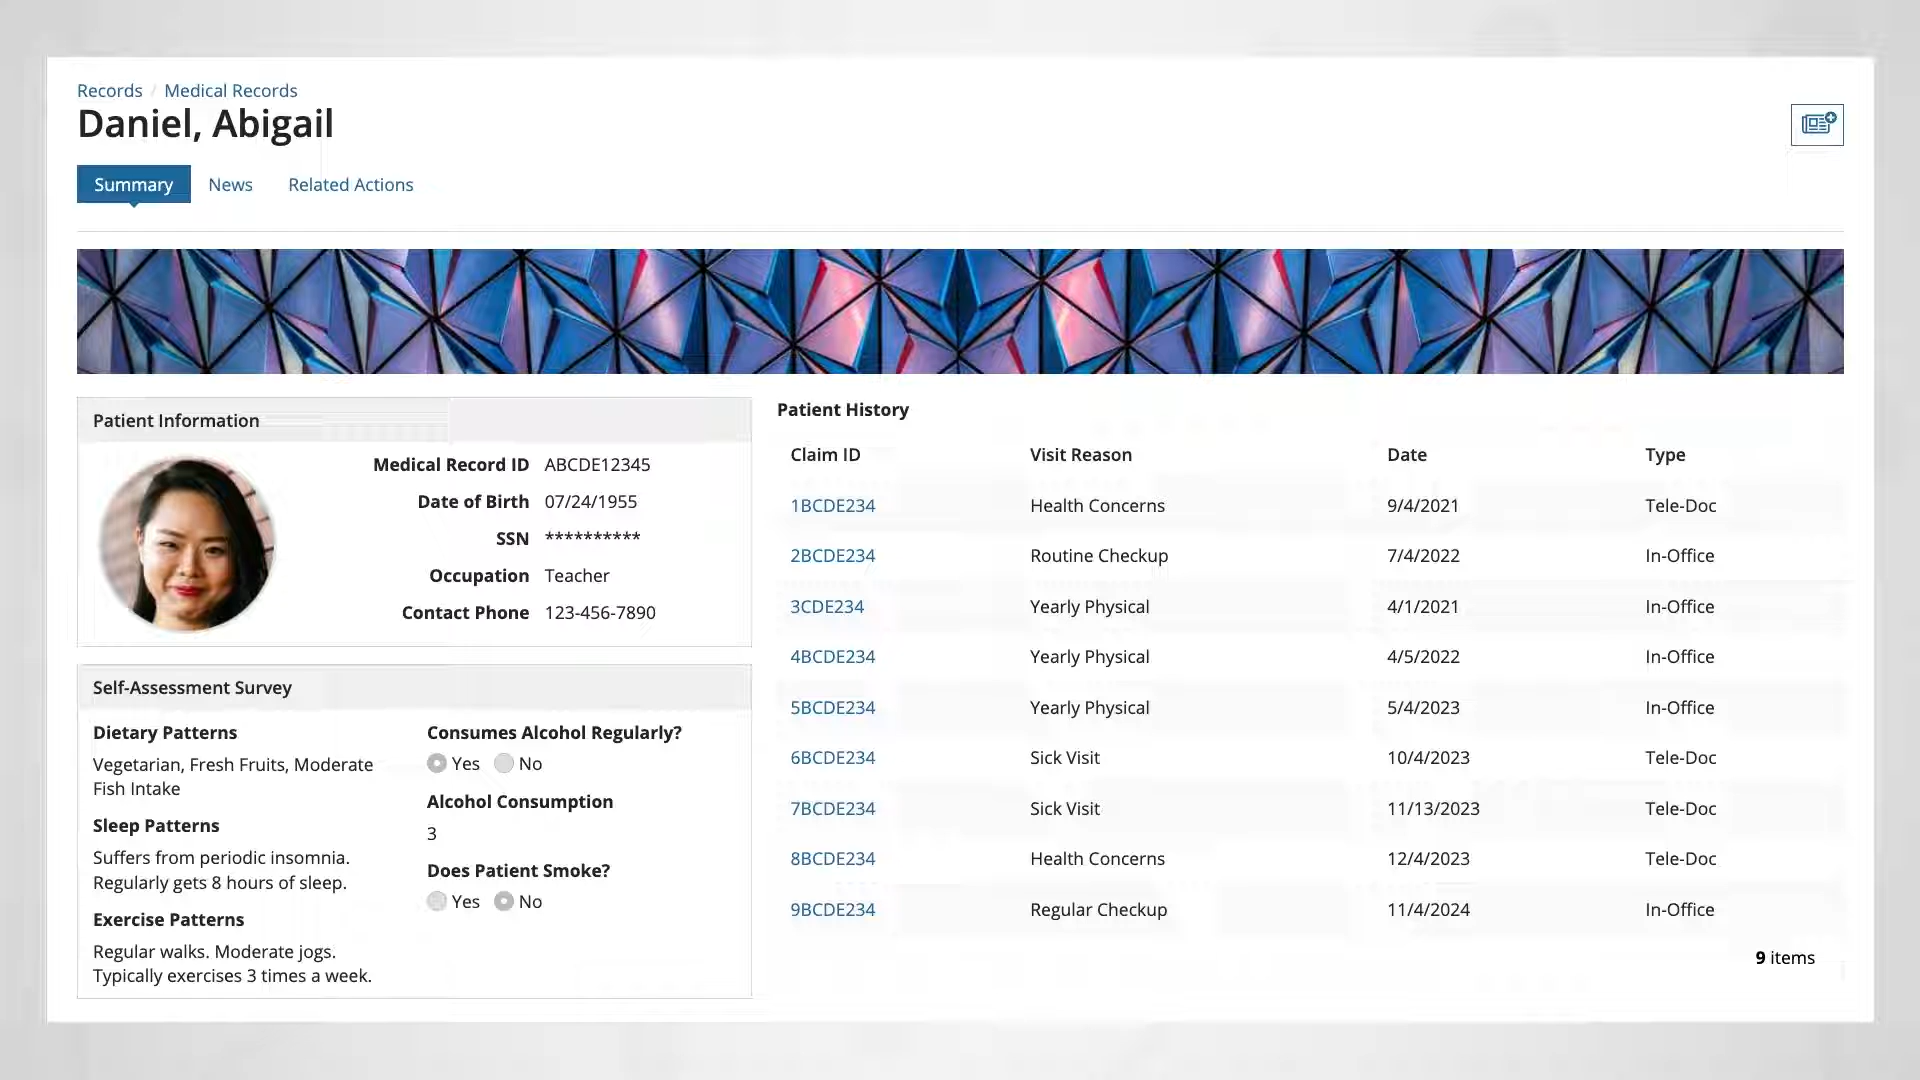 Records / Medical Records
Daniel, Abigail
Summary News Related Actions
Patient Information
Medical Record ID ABCDE12345
Date of Birth 07/24/1955
SSN **********
Occupation Teacher
Contact Phone 123-456-7890
Self-Assessment Survey
Dietary Patterns
Vegetarian, Fresh Fruits, Moderate
Fish Intake
Sleep Patterns
Suffers from periodic insomnia.
Regularly gets 8 hours of sleep.
Exercise Patterns
Regular walks. Moderate jogs.
Typically exercises 3 times a week.
Consumes Alcohol Regularly?
Yes No
Alcohol Consumption
3
Does Patient Smoke?
Yes No
Patient History
Claim ID Visit Reason Date Type
1BCDE234 Health Concerns 9/4/2021 Tele-Doc
2BCDE234 Routine Checkup 7/4/2022 In-Office
3CDE234 Yearly Physical 4/1/2021 In-Office
4BCDE234 Yearly Physical 4/5/2022 In-Office
5BCDE234 Yearly Physical 5/4/2023 In-Office
6BCDE234 Sick Visit 10/4/2023 Tele-Doc
7BCDE234 Sick Visit 11/13/2023 Tele-Doc
8BCDE234 Health Concerns 12/4/2023 Tele-Doc
9BCDE234 Regular Checkup 11/4/2024 In-Office
9 items